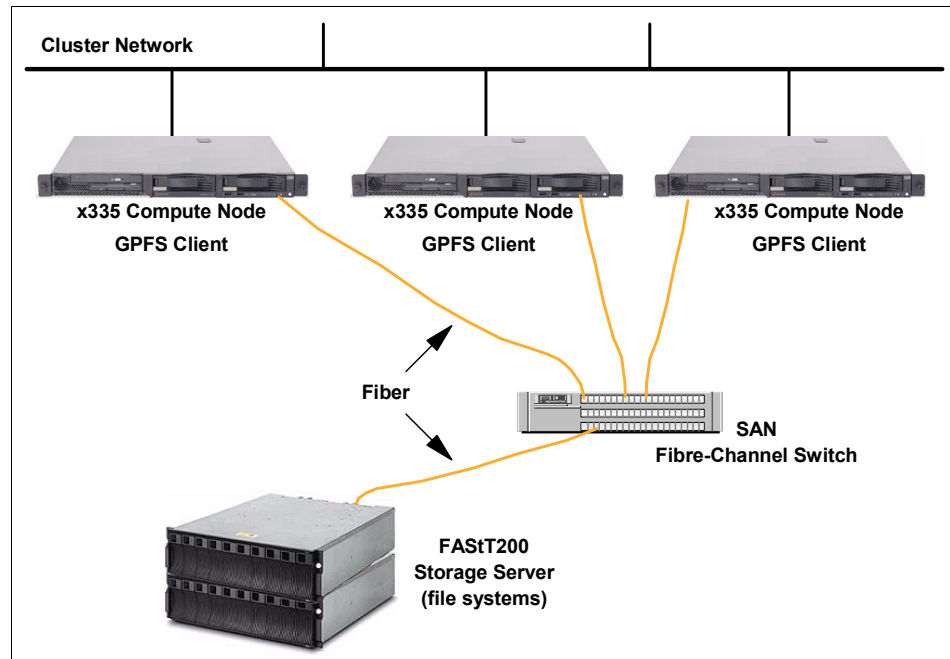 Cluster Network
x335 Compute Node
GPFS Client
x335 Compute Node
GPFS Client
x335 Compute Node
GPFS Client
Fiber
SAN
Fibre-Channel Switch
FAStT200
Storage Server
(file systems)